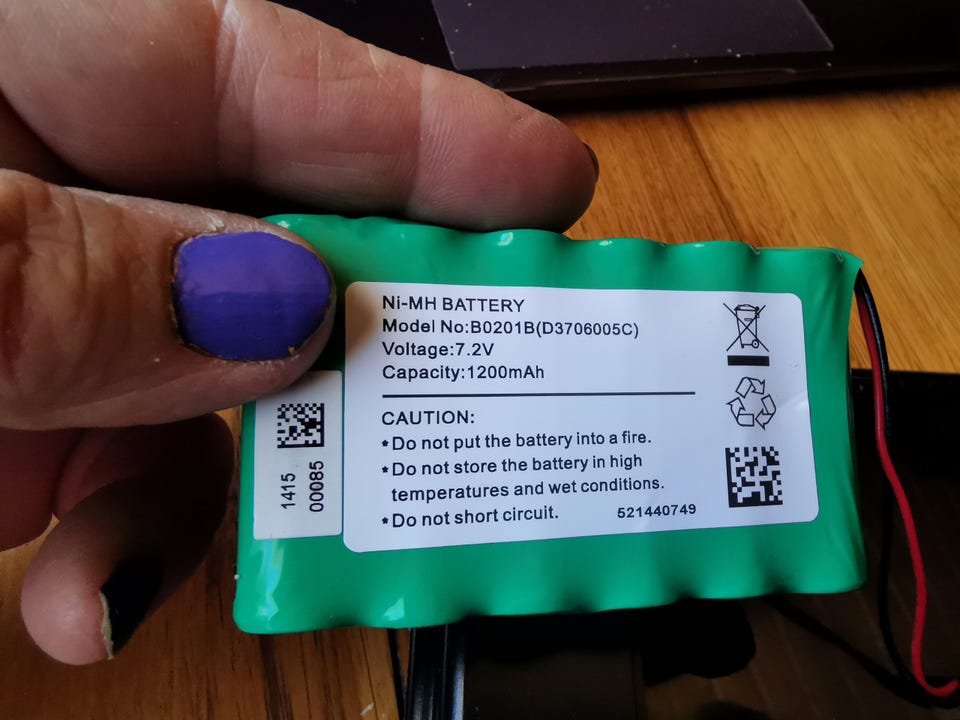 Ni-MH BATTERY
Model No:B0201B(D3706005C)
Voltage:7.2V
Capacity:1200mAh
CAUTION:
*Do not put the battery into a fire.
*Do not store the battery in high
temperatures and wet conditions.
*Do not short circuit.
521440749
1415
00085